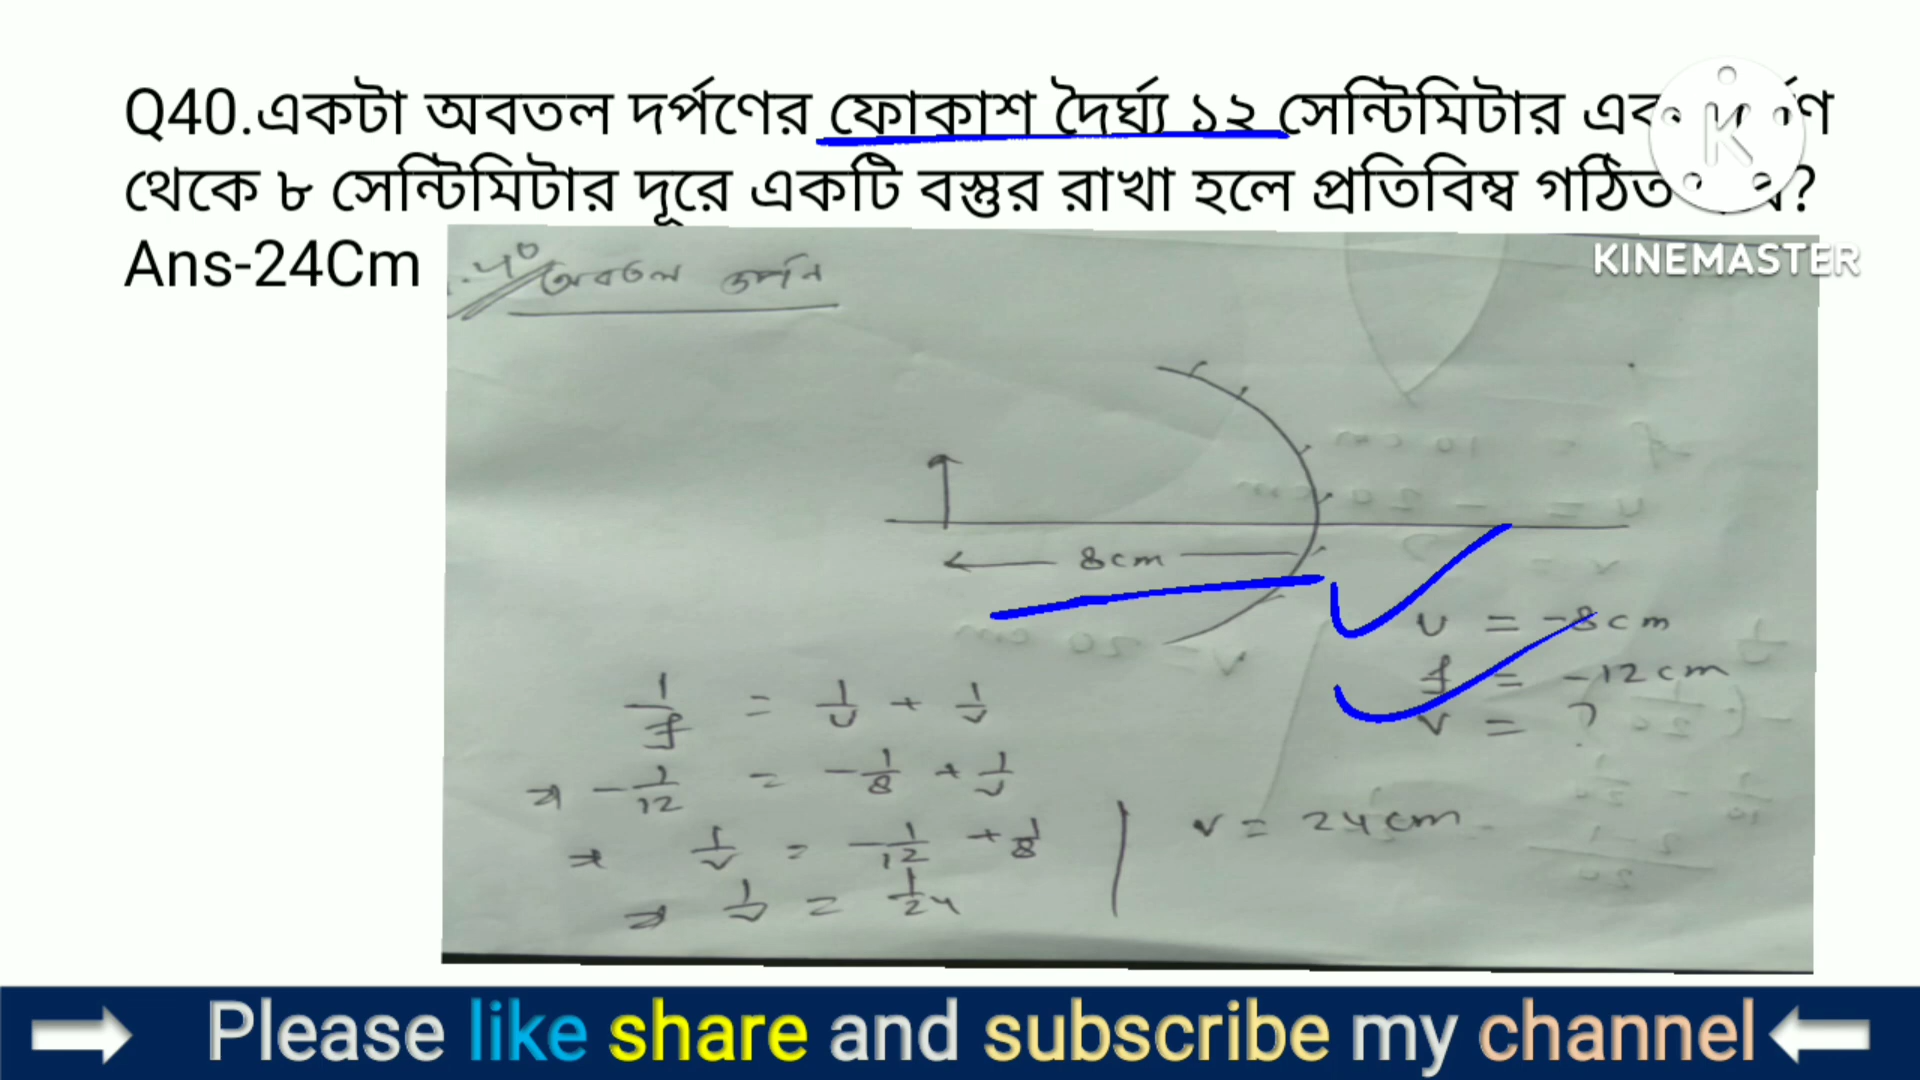 Q40.একটা অবতল দর্পণের ফোকাশ দৈর্ঘ্য ১২ সেন্টিমিটার এবং দর্পণ
থেকে ৮ সেন্টিমিটার দূরে একটি বস্তুর রাখা হলে প্রতিবিম্ব গঠিত
Ans-24Cm
KINEMASTER
অবতল দর্পন
8cm
u = -8cm
f = -12cm
v = ?
1/f = 1/u + 1/v
⇒ -1/12 = -1/8 + 1/v
⇒ 1/v = -1/12 + 1/8
⇒ 1/v = 1/24
v = 24cm
Please like share and subscribe my channel